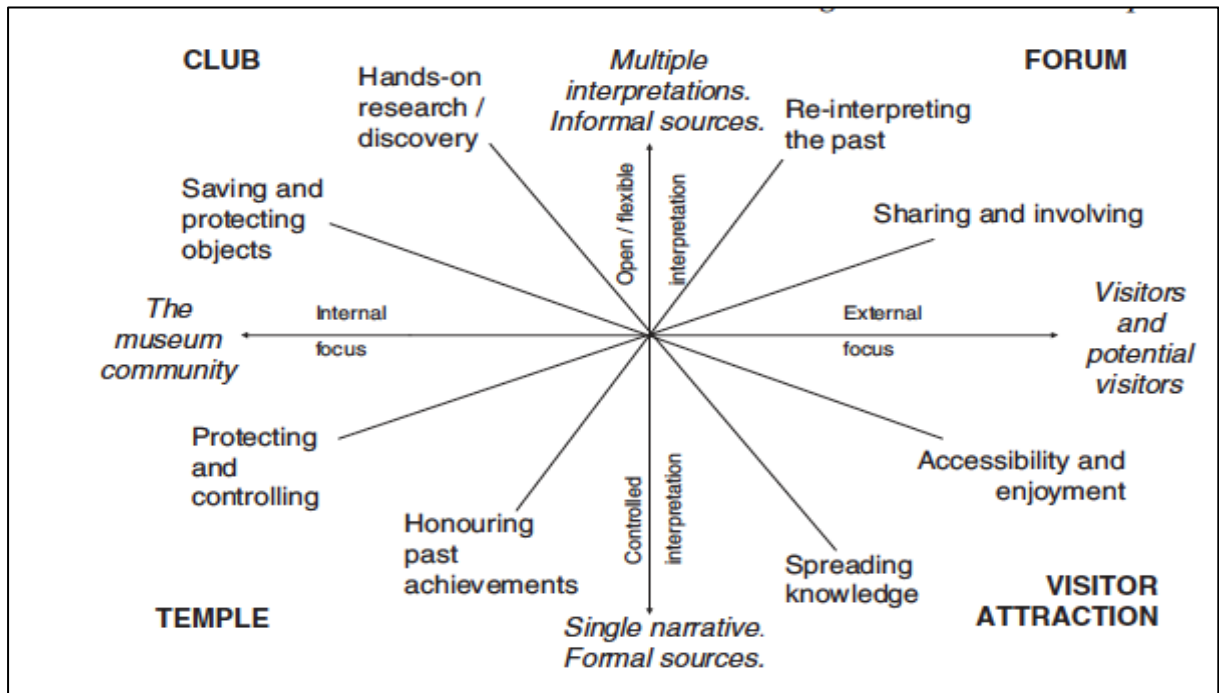 CLUB
Multiple
interpretations.
Informal sources.
FORUM
Hands-on
research /
discovery
Re-interpreting
the past
Saving and
protecting
objects
Open / flexible
interpretation
Sharing and involving
The
museum
community
Internal
focus
External
focus
Visitors
and
potential
visitors
Protecting
and
controlling
Controlled
interpretation
Accessibility and
enjoyment
Honouring
past
achievements
Spreading
knowledge
TEMPLE
Single narrative.
Formal sources.
VISITOR
ATTRACTION